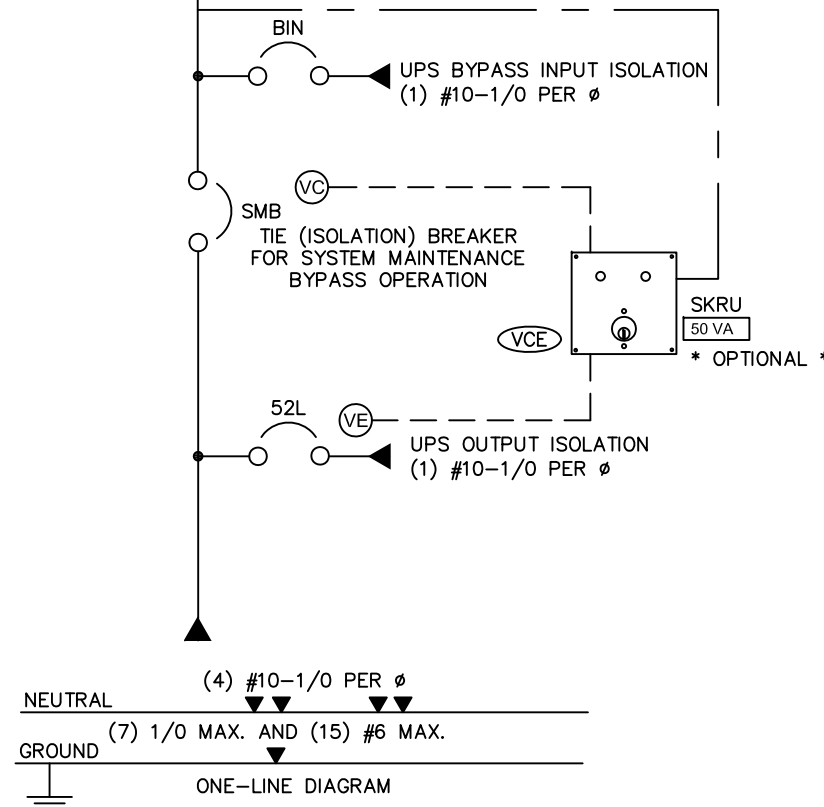 BIN
UPS BYPASS INPUT ISOLATION
(1) #10-1/0 PER ø
VC
SMB
TIE (ISOLATION) BREAKER
FOR SYSTEM MAINTENANCE
BYPASS OPERATION
SKRU
50 VA
VCE
* OPTIONAL *
52L
VE
UPS OUTPUT ISOLATION
(1) #10-1/0 PER ø
(4) #10-1/0 PER ø
NEUTRAL
(7) 1/0 MAX. AND (15) #6 MAX.
GROUND
ONE-LINE DIAGRAM